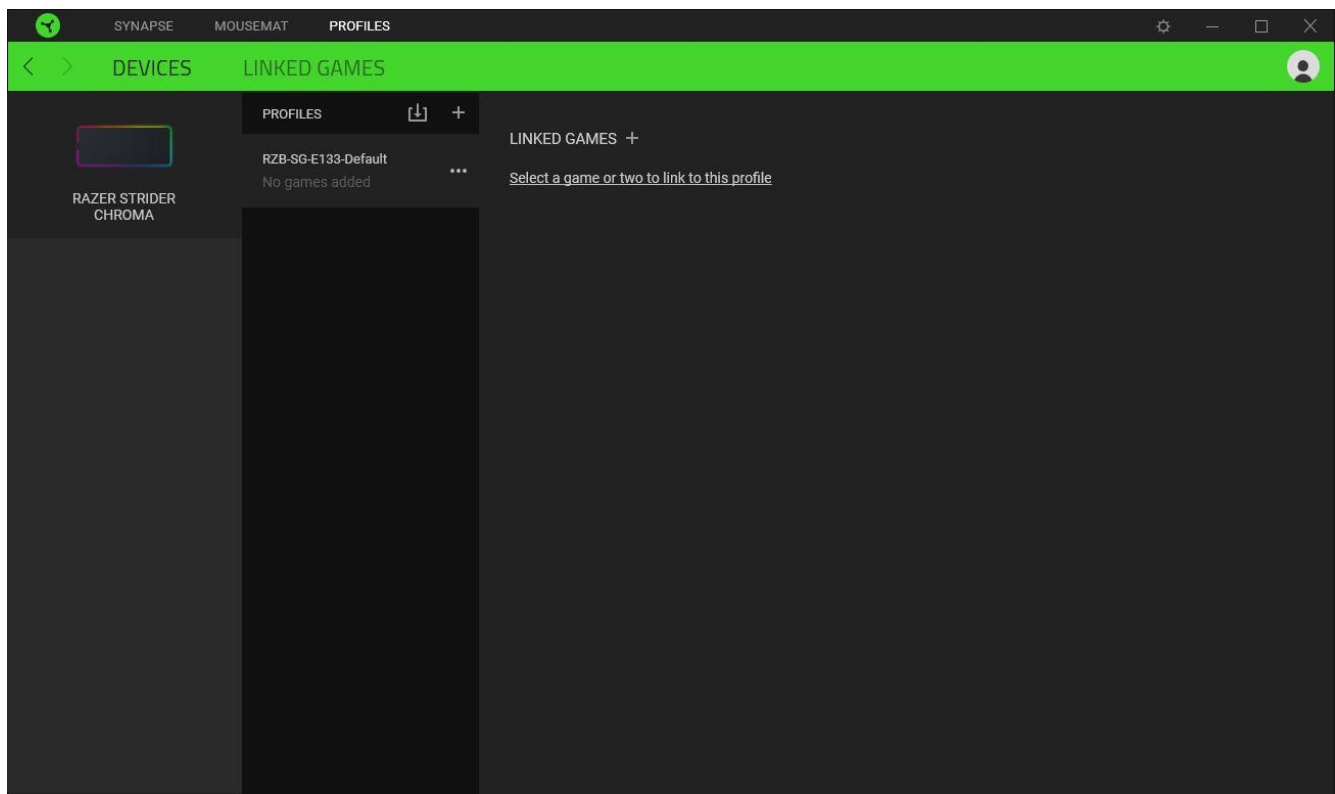 SYNAPSE MOUSEMAT PROFILES
DEVICES LINKED GAMES
RAZER STRIDER
CHROMA
PROFILES
RZB-SG-E133-Default
No games added
LINKED GAMES +
Select a game or two to link to this profile